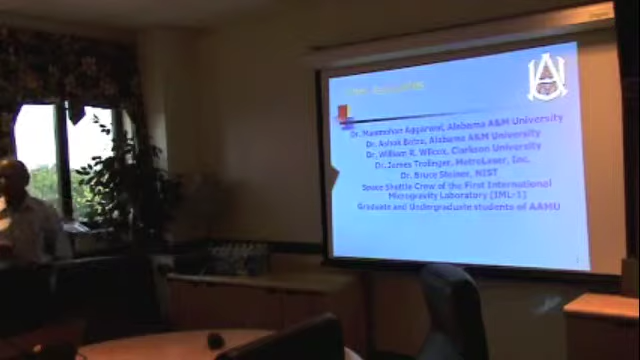 Dr. Manmohan Aggarwal, Alabama A&M University
Dr. Ashok Batra, Alabama A&M University
Dr. William R. Wilcox, Clarkson University
Dr. James Trolinger, MetroLaser, Inc.
Dr. Bruce Steiner, NIST
Space Shuttle Crew of the First International
Microgravity Laboratory [IML-1]
Graduate and Undergraduate students of AAMU